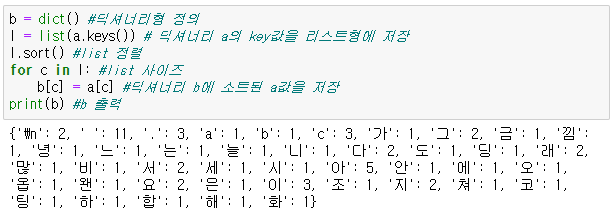 b = dict() #딕셔너리형 정의
l = list(a.keys()) # 딕셔너리 a의 key값을 리스트형에 저장
l.sort() #list 정렬
for c in l: #list 사이즈
    b[c] = a[c] #딕셔너리 b에 소트된 a값을 저장
print(b) #b 출력
{'₩n': 2, ' ': 11, '.': 3, 'a': 1, 'b': 1, 'c': 3, '가': 1, '그': 2, '금': 1, '낌':
1, '녕': 1, '느': 1, '는': 1, '늘': 1, '니': 1, '다': 2, '도': 1, '딩': 1, '래': 2,
'많': 1, '비': 1, '서': 2, '세': 1, '시': 1, '아': 5, '안': 1, '에': 1, '오': 1,
'옵': 1, '왠': 1, '요': 2, '은': 1, '이': 3, '조': 1, '지': 2, '쳐': 1, '코': 1,
'팅': 1, '하': 1, '합': 1, '해': 1, '화': 1}